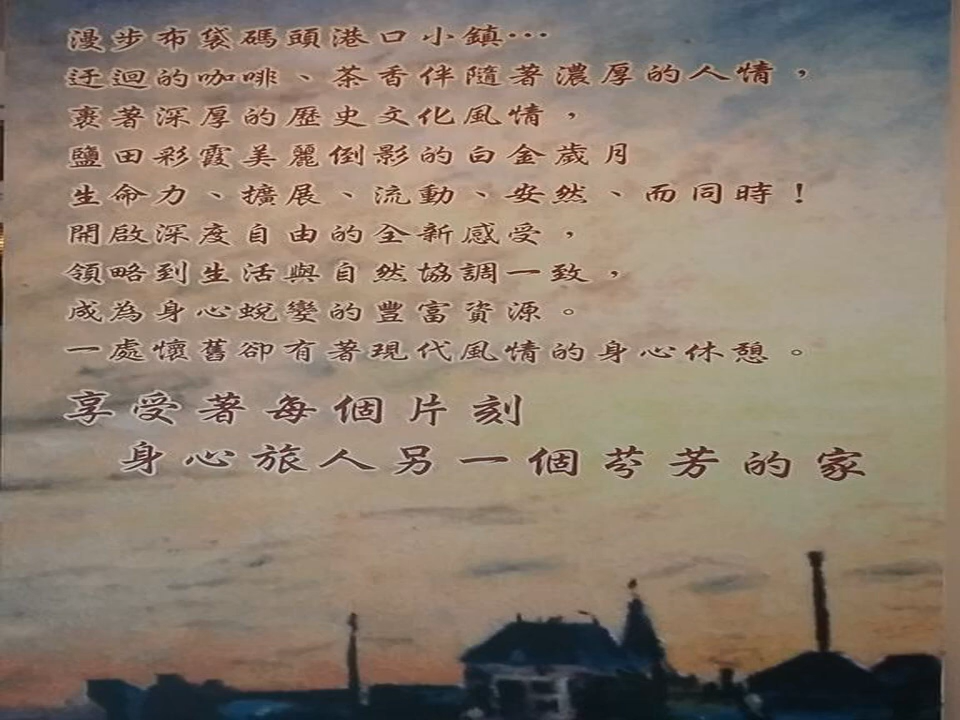 漫步布袋碼頭港口小鎮…
迂迴的咖啡、茶香伴隨著濃厚的人情，
裹著深厚的歷史文化風情，
鹽田彩霞美麗倒影的白金歲月
生命力、擴展、流動、安然、而同時！
開啟深度自由的全新感受，
領略到生活與自然協調一致，
成為身心蛻變的豐富資源。
一處懷舊卻有著現代風情的身心休憩。
享受著每個片刻
身心旅人另一個芬芳的家